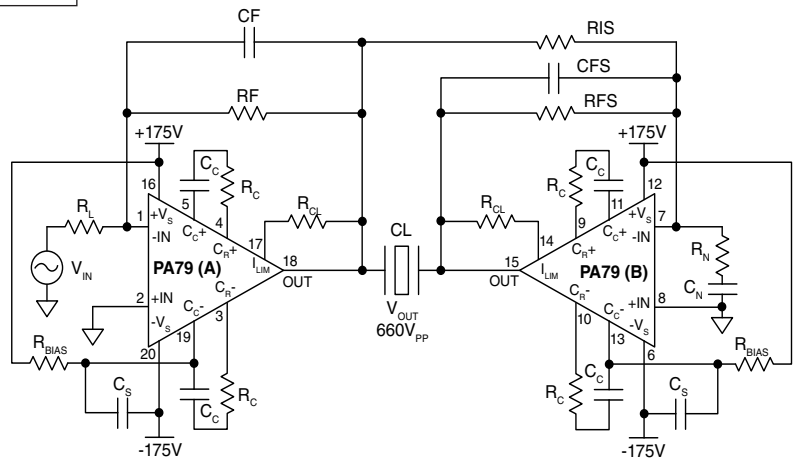 CF
RIS
CFS
RF
RFS
+175V
+175V
C_C
R_C
R_C
C_C
16
5
4
9
11
12
R_L
1
+V_S
C_C+
C_R+
17
R_CL
R_CL
14
C_R+
C_C+
+V_S
7
-IN
18
CL
15
-IN
R_N
V_IN
PA79 (A)
I_LIM
OUT
OUT
I_LIM
PA79 (B)
C_N
2
+IN
C_R-
V_OUT
C_R-
+IN
8
C_C-
3
660V_PP
10
C_C-
-V_S
19
-V_S
13
R_BIAS
20
6
R_BIAS
C_S
C_C
R_C
R_C
C_C
C_S
-175V
-175V